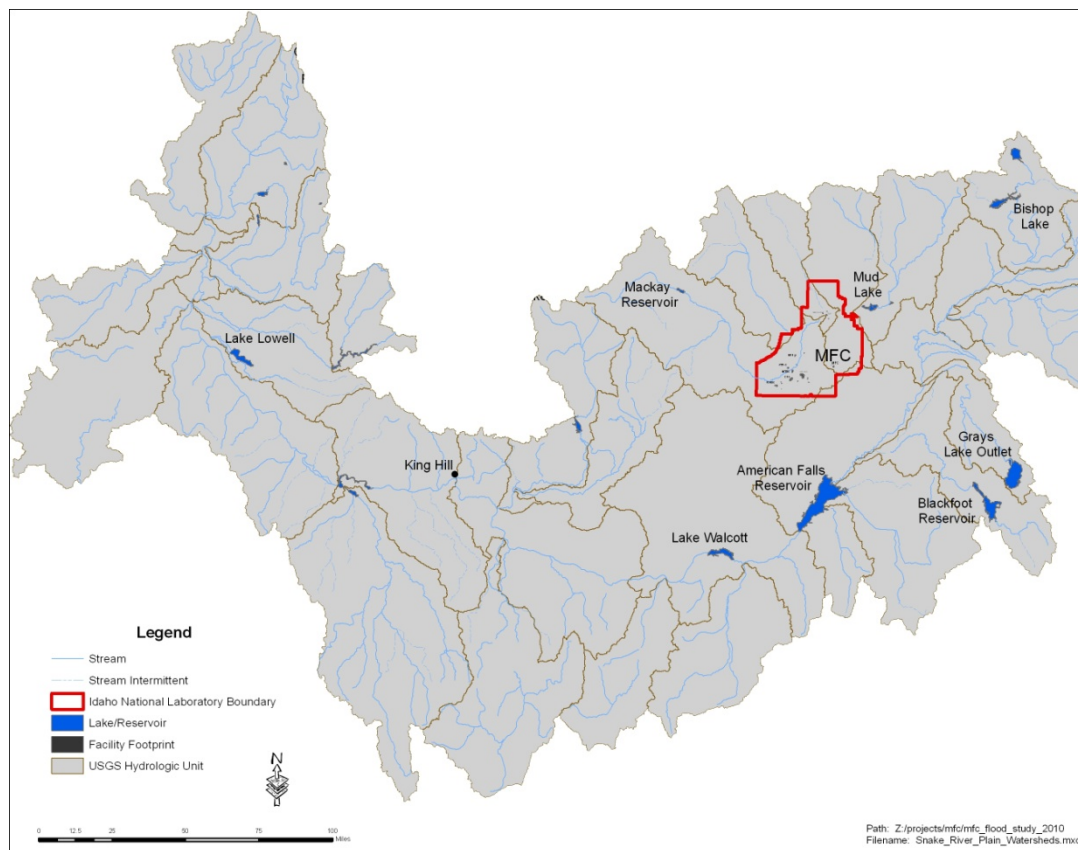 Bishop
Lake
Mackay
Reservoir
Mud
Lake
Lake Lowell
MFC
King Hill
American Falls
Reservoir
Grays
Lake Outlet
Blackfoot
Reservoir
Lake Walcott
Legend
Stream
Stream Intermittent
Idaho National Laboratory Boundary
Lake/Reservoir
Facility Footprint
USGS Hydrologic Unit
N
0 12.5 25 50 75 100
Miles
Path: Z:/projects/mfc/mfc_flood_study_2010
Filename: Snake_River_Plain_Watersheds.mxd